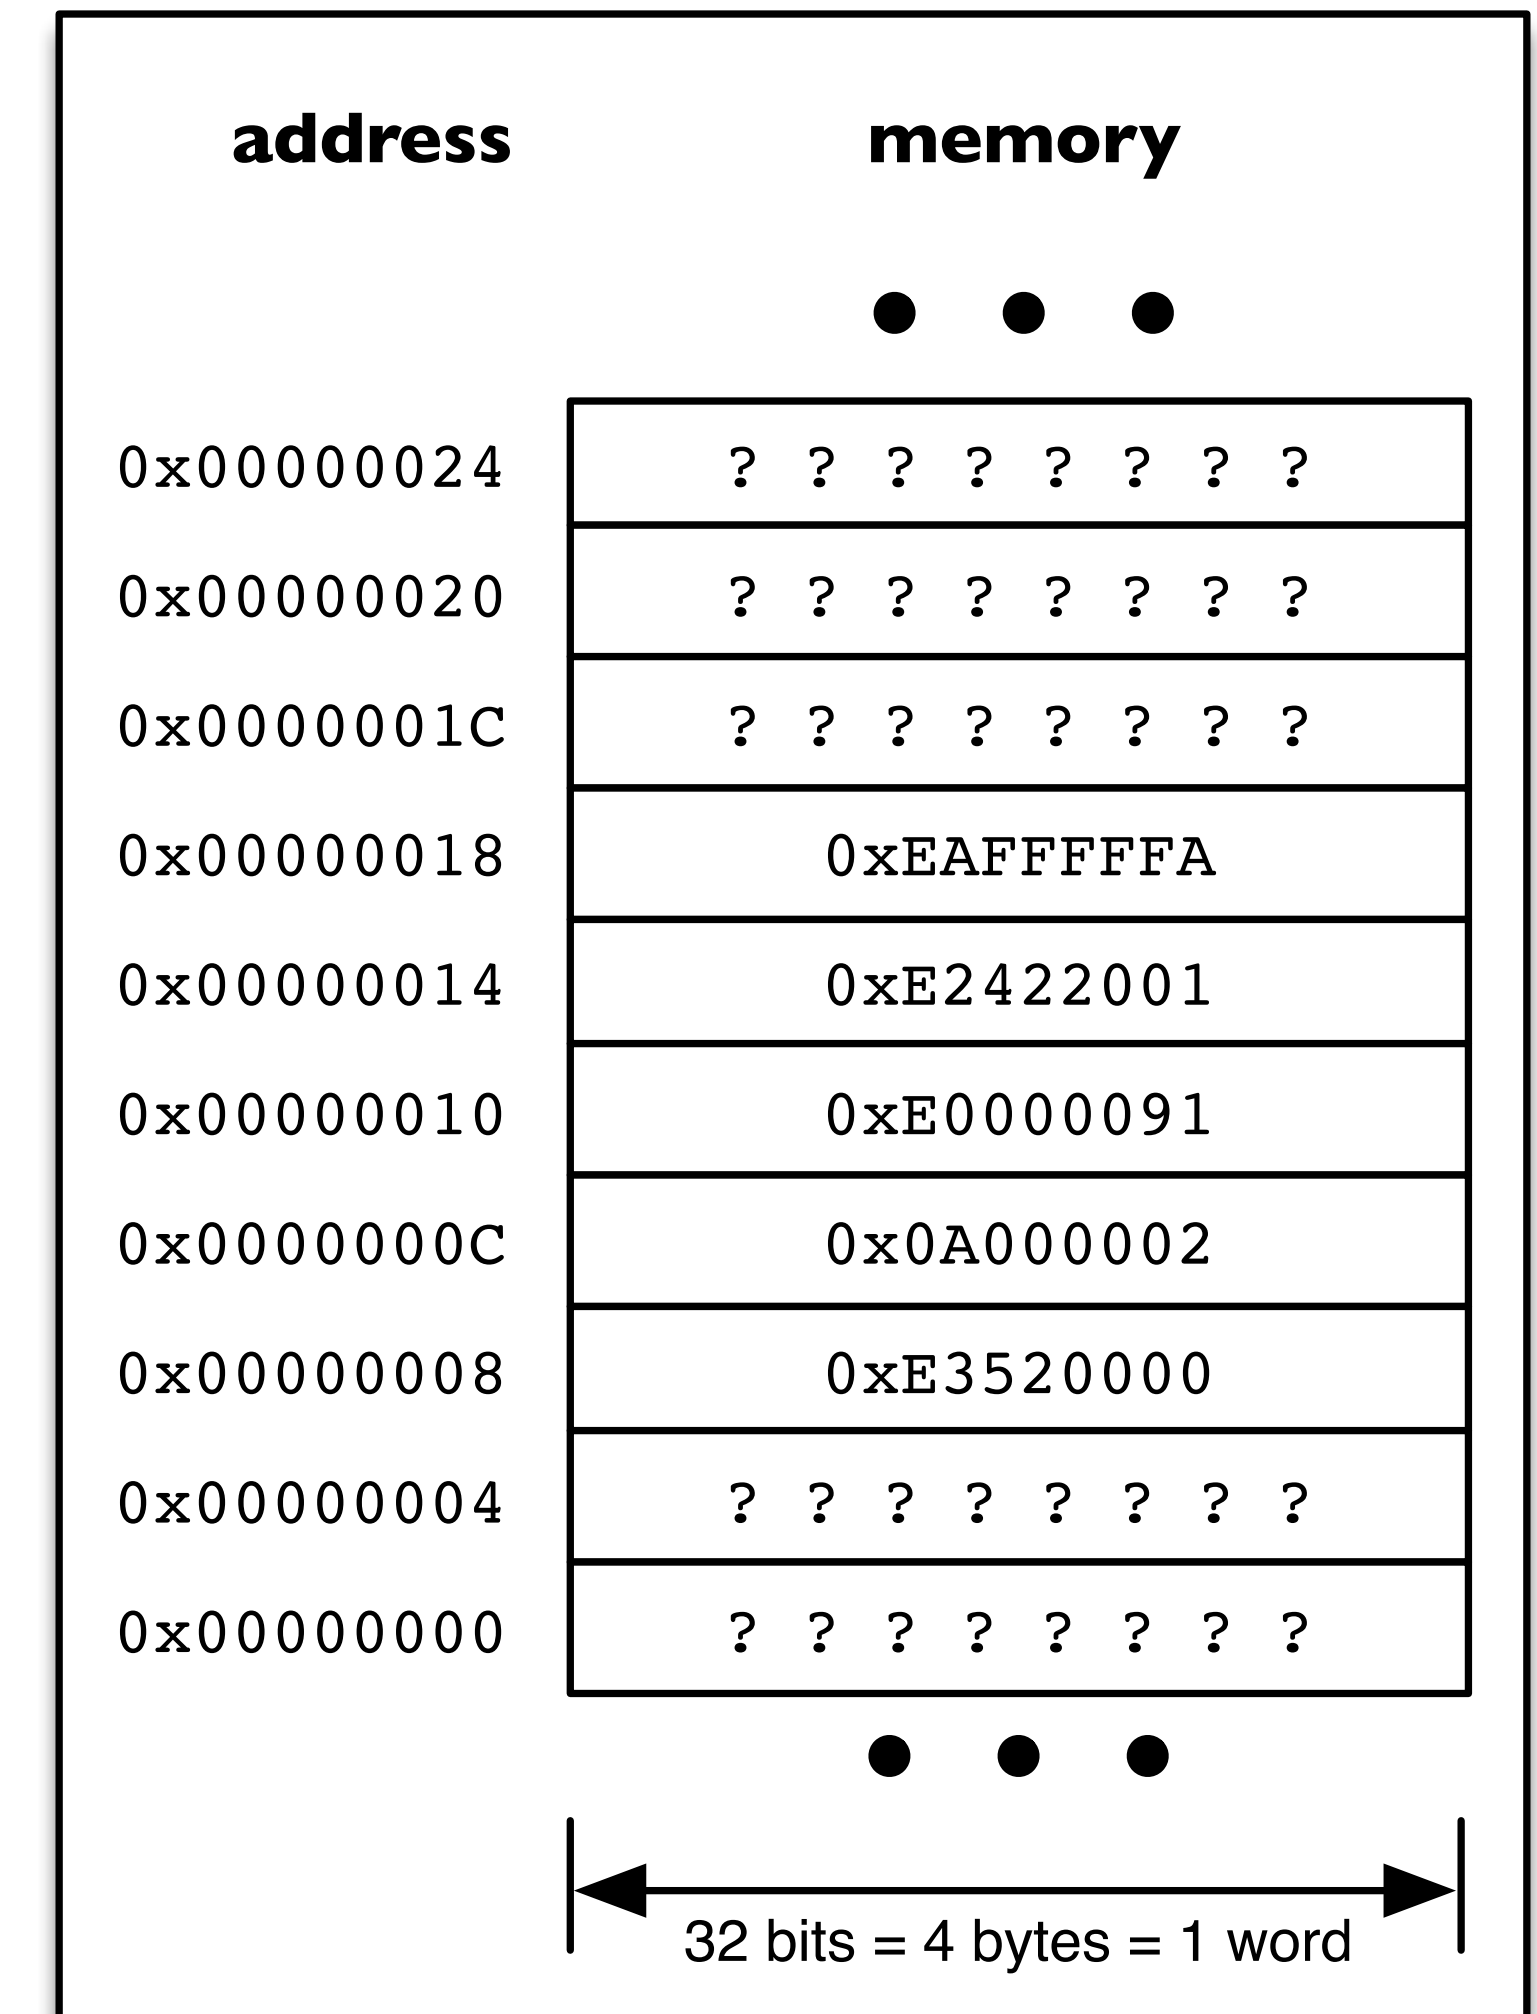 address memory
0x00000024 ? ? ? ? ? ? ? ?
0x00000020 ? ? ? ? ? ? ? ?
0x0000001C ? ? ? ? ? ? ? ?
0x00000018 0xEAFFFFFA
0x00000014 0xE2422001
0x00000010 0xE0000091
0x0000000C 0x0A000002
0x00000008 0xE3520000
0x00000004 ? ? ? ? ? ? ? ?
0x00000000 ? ? ? ? ? ? ? ?
32 bits = 4 bytes = 1 word